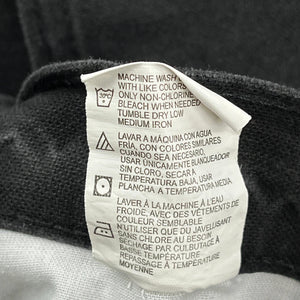 MACHINE WASH
WITH LIKE COLORS
ONLY NON-CHLORINE
BLEACH WHEN NEEDED
TUMBLE DRY LOW
MEDIUM IRON
30°C
LAVAR A MÁQUINA CON AGUA
FRÍA, CON COLORES SIMILARES
CUANDO SEA NECESARIO,
USAR ÚNICAMENTE BLANQUEADOR
SIN CLORO, SECAR A
TEMPERATURA BAJA, USAR
PLANCHA A TEMPERATURA MEDIA.
LAVER À LA MACHINE À L'EAU
FROIDE, AVEC DES VÊTEMENTS DE
COULEUR SEMBLABLE
N'UTILISER QUE DU JAVELLISANT
SANS CHLORE AU BESOIN
SÉCHAGE PAR CULBUTAGE À
BASSE TEMPÉRATURE
REPASSAGE À TEMPÉRATURE
MOYENNE